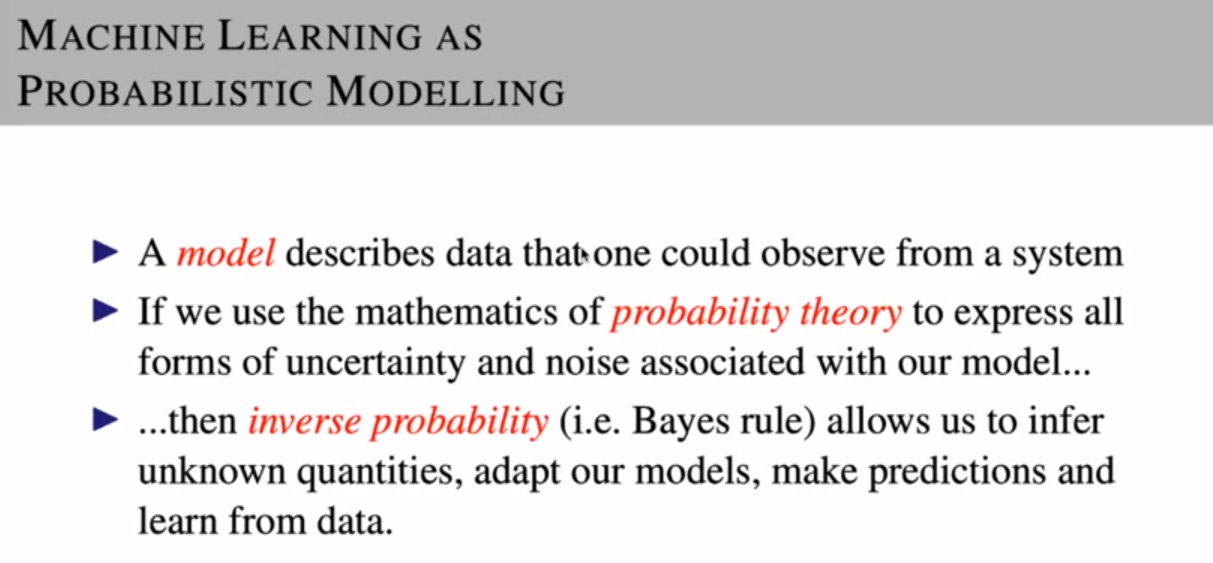 MACHINE LEARNING AS
PROBABILISTIC MODELLING
▶ A model describes data that one could observe from a system
▶ If we use the mathematics of probability theory to express all
forms of uncertainty and noise associated with our model...
▶ ...then inverse probability (i.e. Bayes rule) allows us to infer
unknown quantities, adapt our models, make predictions and
learn from data.